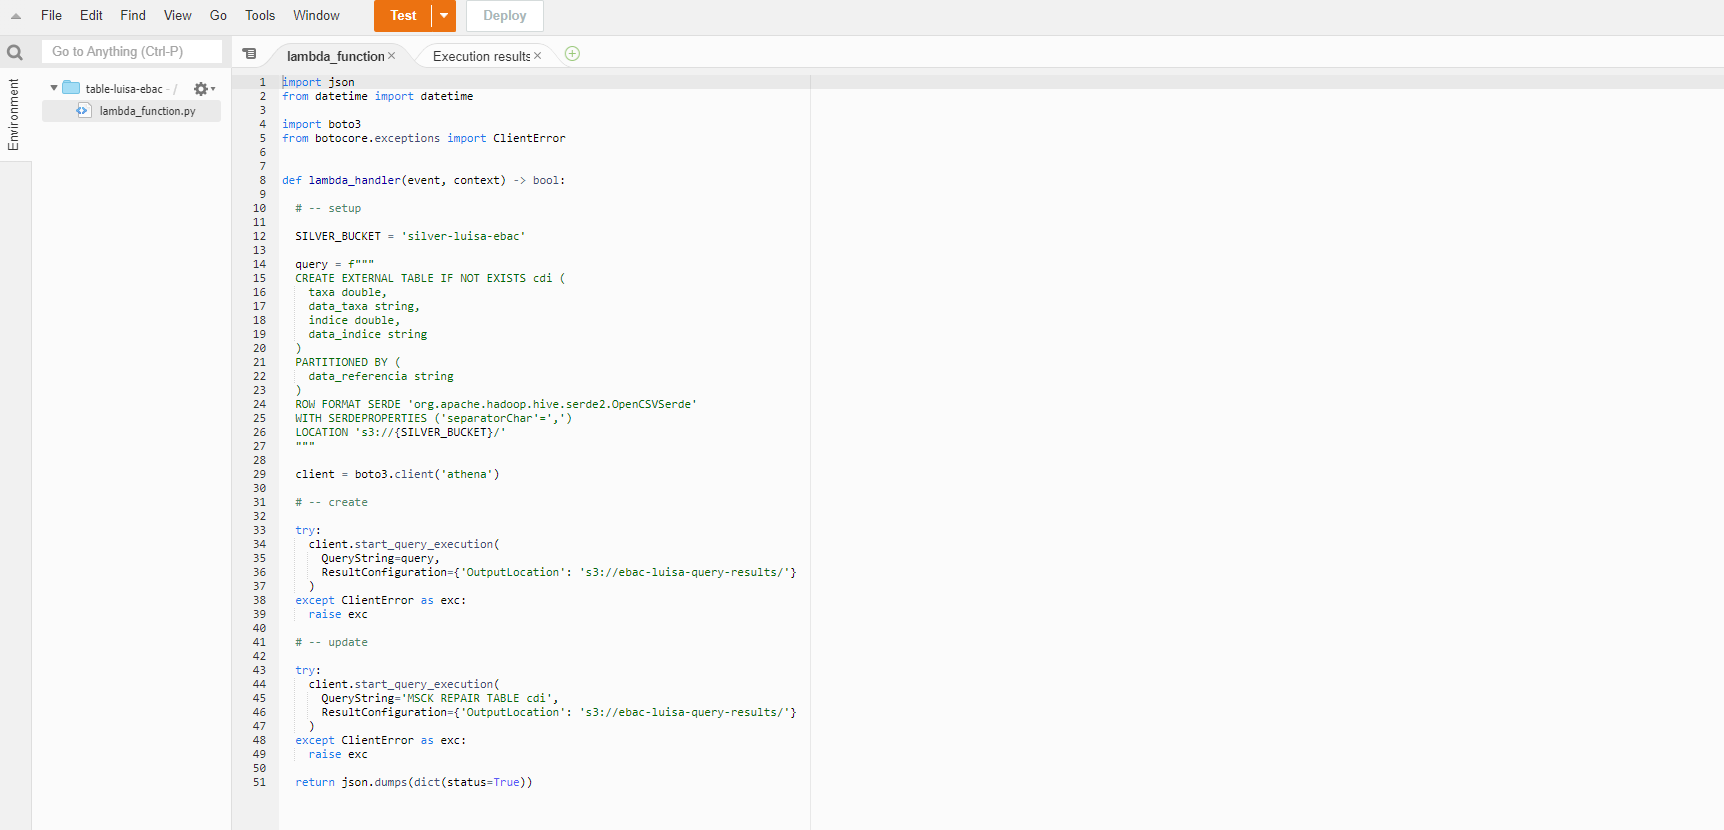 File Edit Find View Go Tools Window Test Deploy
Go to Anything (Ctrl-P)
lambda_function × Execution results ×
Environment
table-luisa-ebac - /
lambda_function.py
1 import json
2 from datetime import datetime
3
4 import boto3
5 from botocore.exceptions import ClientError
6
7
8 def lambda_handler(event, context) -> bool:
9
10 # -- setup
11
12 SILVER_BUCKET = 'silver-luisa-ebac'
13
14 query = f"""
15 CREATE EXTERNAL TABLE IF NOT EXISTS cdi (
16 taxa double,
17 data_taxa string,
18 indice double,
19 data_indice string
20 )
21 PARTITIONED BY (
22 data_referencia string
23 )
24 ROW FORMAT SERDE 'org.apache.hadoop.hive.serde2.OpenCSVSerde'
25 WITH SERDEPROPERTIES ('separatorChar'=',')
26 LOCATION 's3://{SILVER_BUCKET}/'
27 """
28
29 client = boto3.client('athena')
30
31 # -- create
32
33 try:
34 client.start_query_execution(
35 QueryString=query,
36 ResultConfiguration={'OutputLocation': 's3://ebac-luisa-query-results/'}
37 )
38 except ClientError as exc:
39 raise exc
40
41 # -- update
42
43 try:
44 client.start_query_execution(
45 QueryString='MSCK REPAIR TABLE cdi',
46 ResultConfiguration={'OutputLocation': 's3://ebac-luisa-query-results/'}
47 )
48 except ClientError as exc:
49 raise exc
50
51 return json.dumps(dict(status=True))